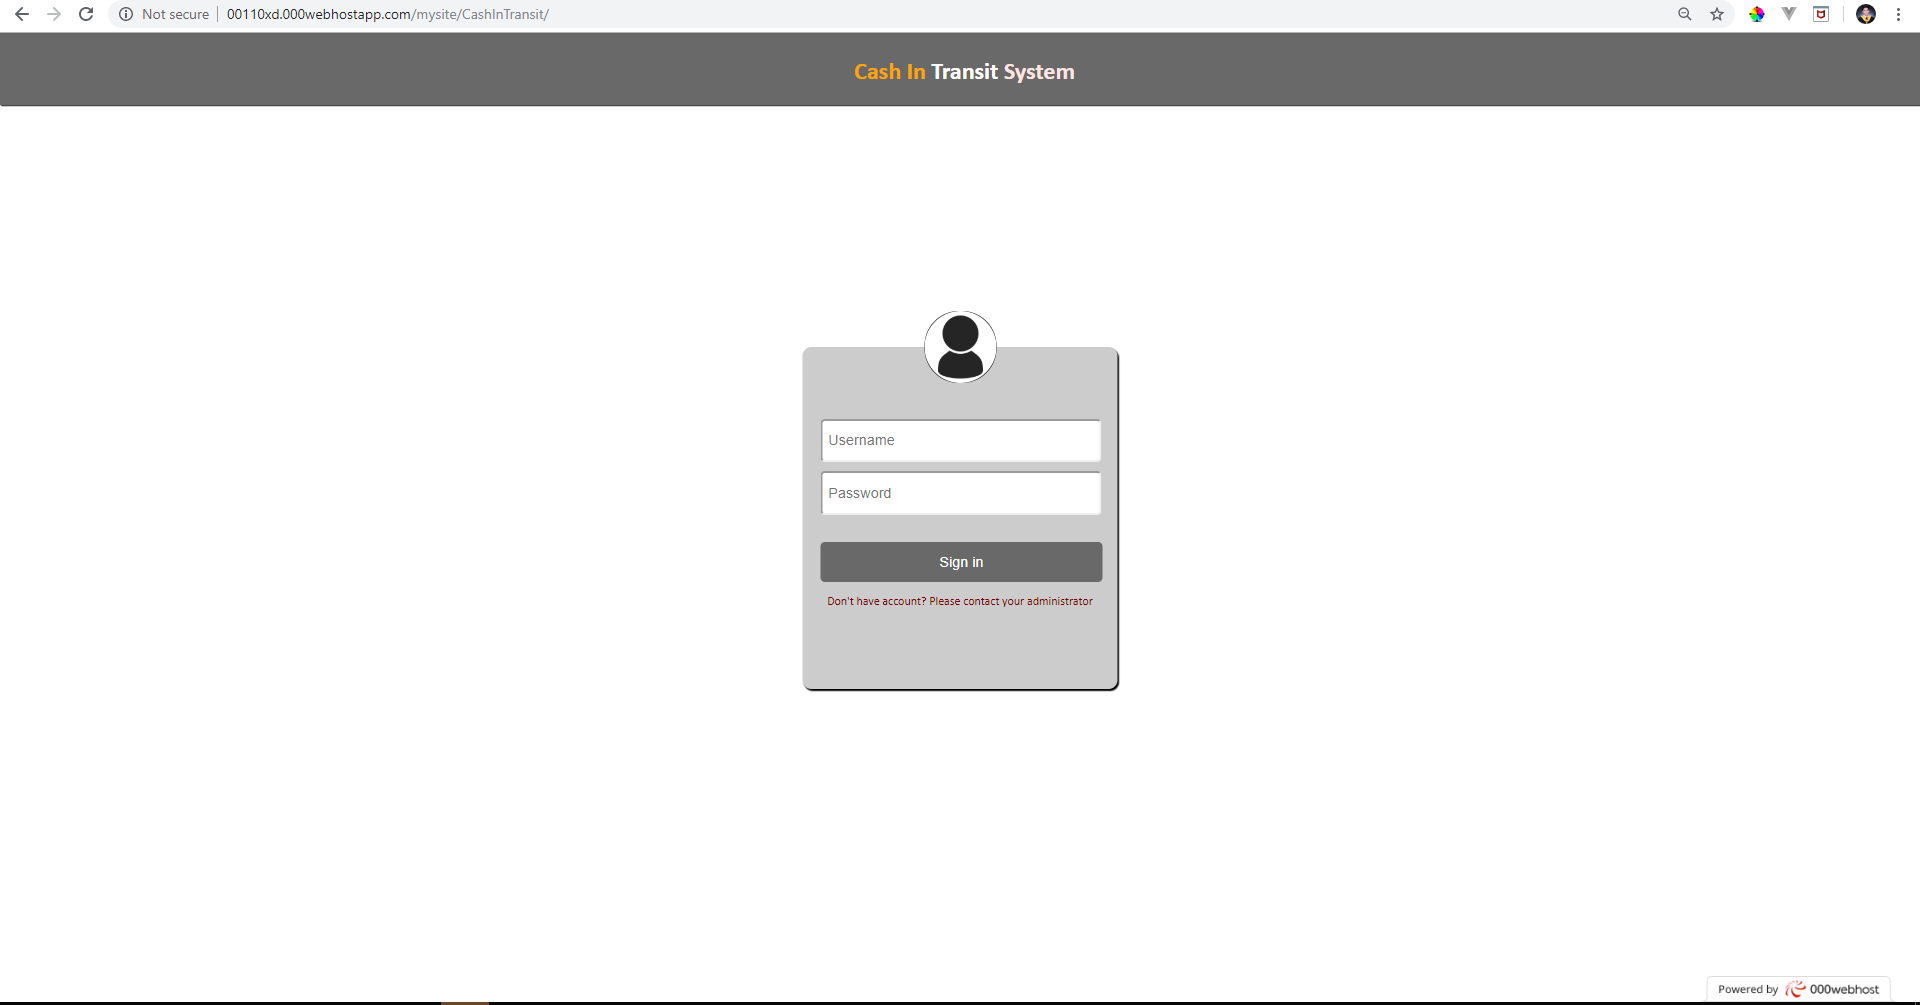 Not secure 00110xd.000webhostapp.com/mysite/CashInTransit/
Cash In Transit System
Username
Password
Sign in
Don't have account? Please contact your administrator
Powered by 000webhost